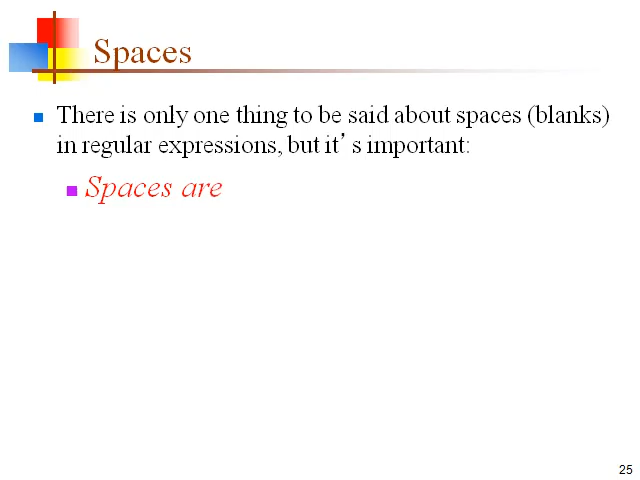 Spaces
There is only one thing to be said about spaces (blanks)
in regular expressions, but it’s important:
Spaces are
25